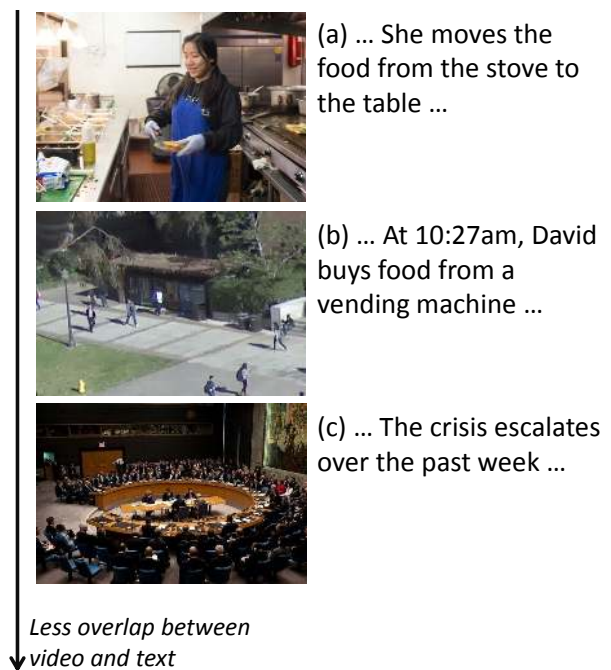 (a) … She moves the
food from the stove to
the table …
(b) … At 10:27am, David
buys food from a
vending machine …
(c) … The crisis escalates
over the past week …
Less overlap between
video and text